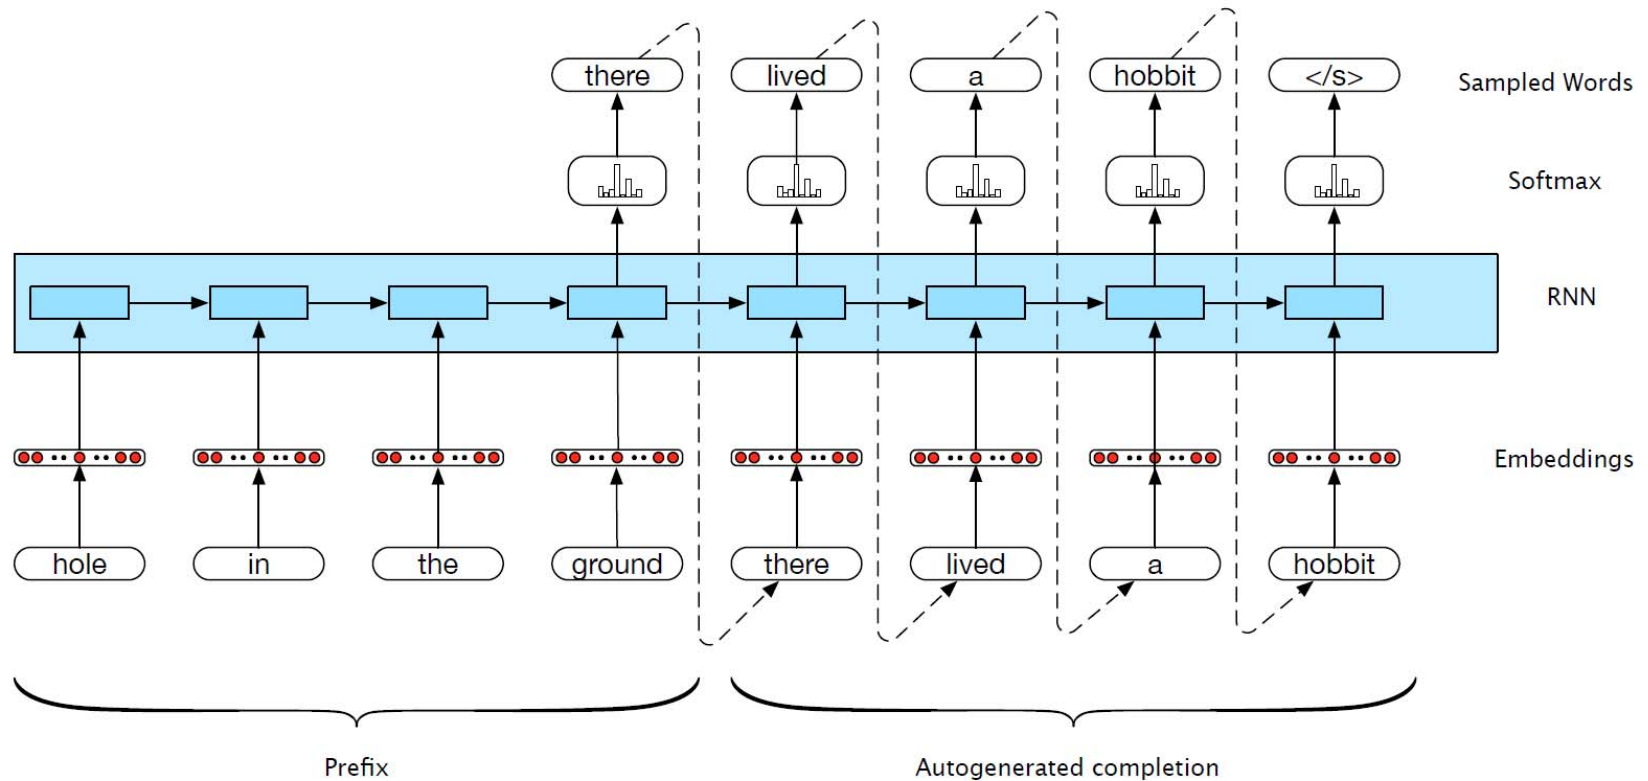 there lived a hobbit </s> Sampled Words
Softmax
RNN
Embeddings
hole in the ground there lived a hobbit
Prefix Autogenerated completion